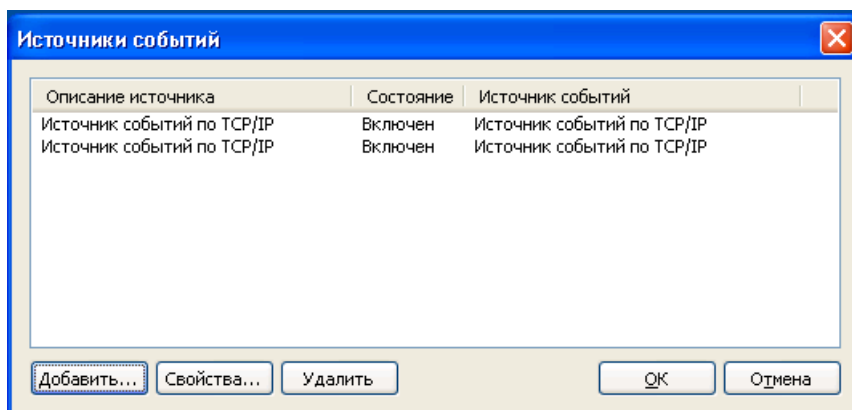 Источники событий
Описание источника Состояние Источник событий
Источник событий по TCP/IP Включен Источник событий по TCP/IP
Источник событий по TCP/IP Включен Источник событий по TCP/IP
Добавить... Свойства... Удалить ОК Отмена